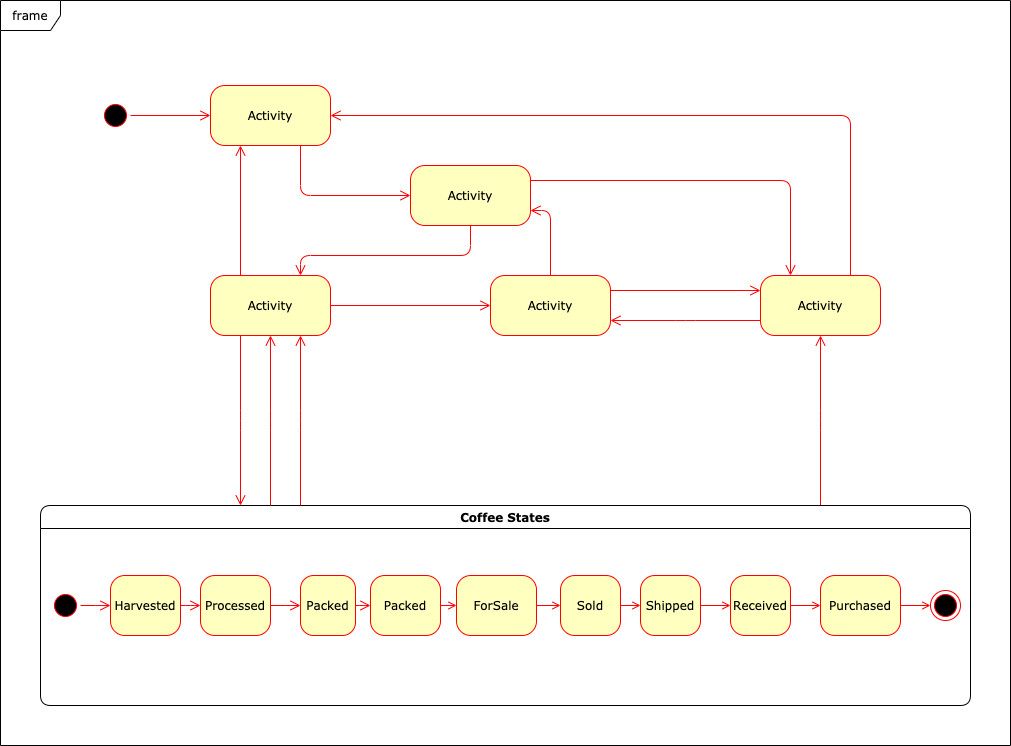 frame
Activity
Activity
Activity
Activity
Activity
Coffee States
Harvested
Processed
Packed
Packed
ForSale
Sold
Shipped
Received
Purchased